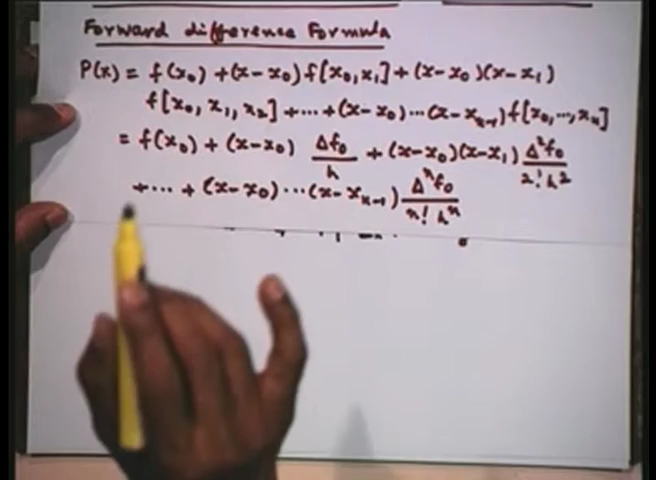 Forward difference Formula
P(x) = f(x₀) + (x-x₀) f[x₀,x₁] + (x-x₀)(x-x₁)
f[x₀, x₁, x₂] + ... + (x-x₀)...(x-xₙ₋₁) f[x₀,...,xₙ]
= f(x₀) + (x-x₀) Δf₀/h + (x-x₀)(x-x₁) Δ²f₀/2!h²
+ ... + (x-x₀)...(x-xₙ₋₁) Δⁿf₀/n!hⁿ